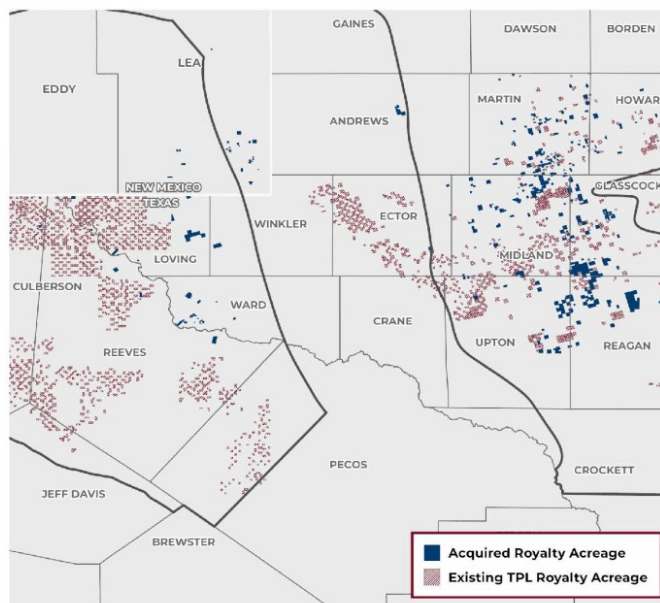 GAINES
DAWSON
BORDEN
LEA
EDDY
MARTIN
HOWAR
ANDREWS
NEW MEXICO
TEXAS
GLASSCOCK
WINKLER
ECTOR
MIDLAND
LOVING
CULBERSON
WARD
CRANE
UPTON
REAGAN
REEVES
PECOS
CROCKETT
JEFF DAVIS
BREWSTER
Acquired Royalty Acreage
Existing TPL Royalty Acreage